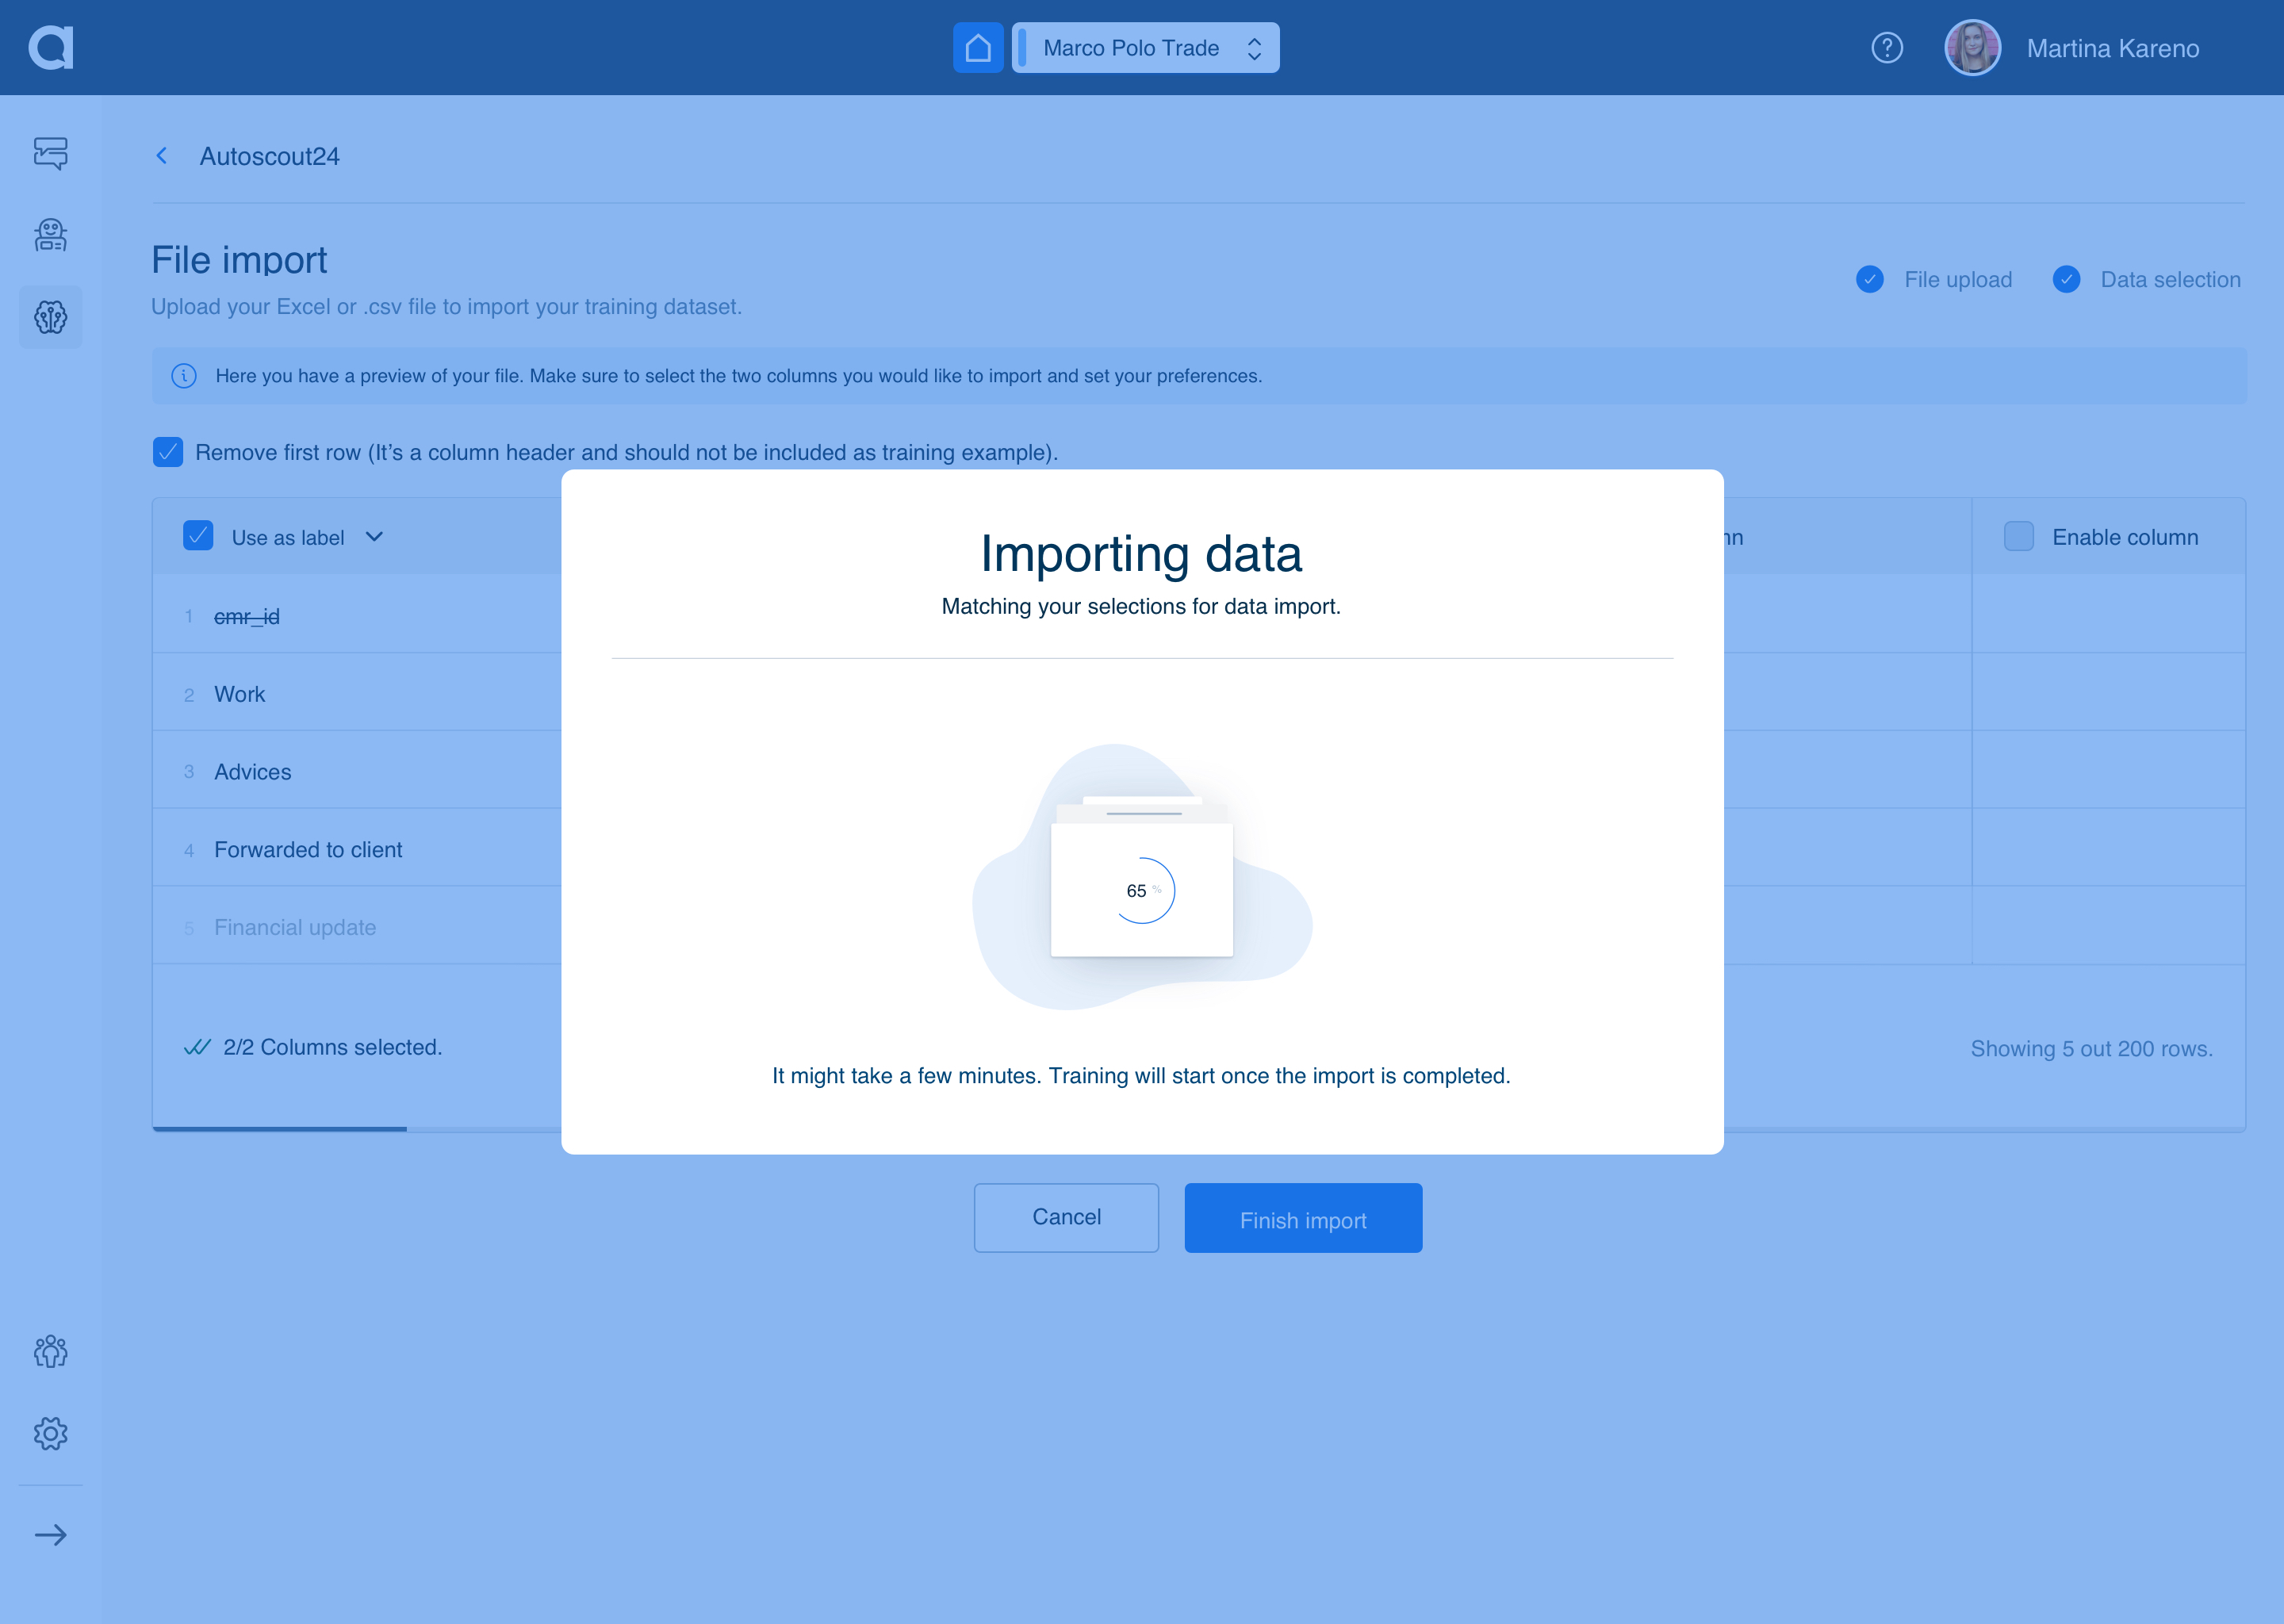 Marco Polo Trade
Martina Kareno
Autoscout24
File import
Upload your Excel or .csv file to import your training dataset.
File upload
Data selection
Here you have a preview of your file. Make sure to select the two columns you would like to import and set your preferences.
Remove first row (It’s a column header and should not be included as training example).
Use as label
Enable column
1 cmr_id
2 Work
3 Advices
4 Forwarded to client
5 Financial update
2/2 Columns selected.
Showing 5 out 200 rows.
Importing data
Matching your selections for data import.
65 %
It might take a few minutes. Training will start once the import is completed.
Cancel
Finish import